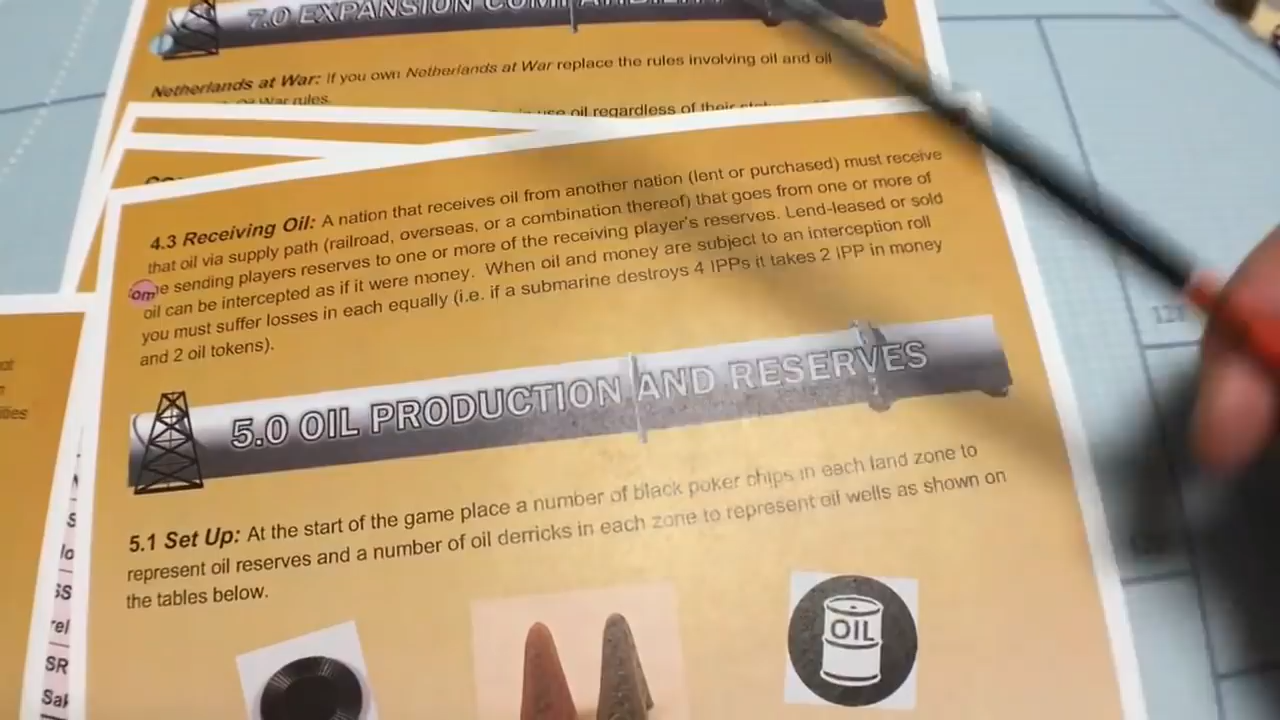 7.0 EXPANSION COMPATIBILITY
Netherlands at War: If you own Netherlands at War replace the rules involving oil and oil
War rules.
use oil regardless of their
4.3 Receiving Oil: A nation that receives oil from another nation (lent or purchased) must receive
that oil via supply path (railroad, overseas, or a combination thereof) that goes from one or more of
e sending players reserves to one or more of the receiving player's reserves. Lend-leased or sold
om
oil can be intercepted as if it were money. When oil and money are subject to an interception roll
you must suffer losses in each equally (i.e. if a submarine destroys 4 IPPs it takes 2 IPP in money
and 2 oil tokens).
5.0 OIL PRODUCTION AND RESERVES
5.1 Set Up: At the start of the game place a number of black poker chips in each land zone to
represent oil reserves and a number of oil derricks in each zone to represent oil wells as shown on
the tables below.
OIL
SR
128